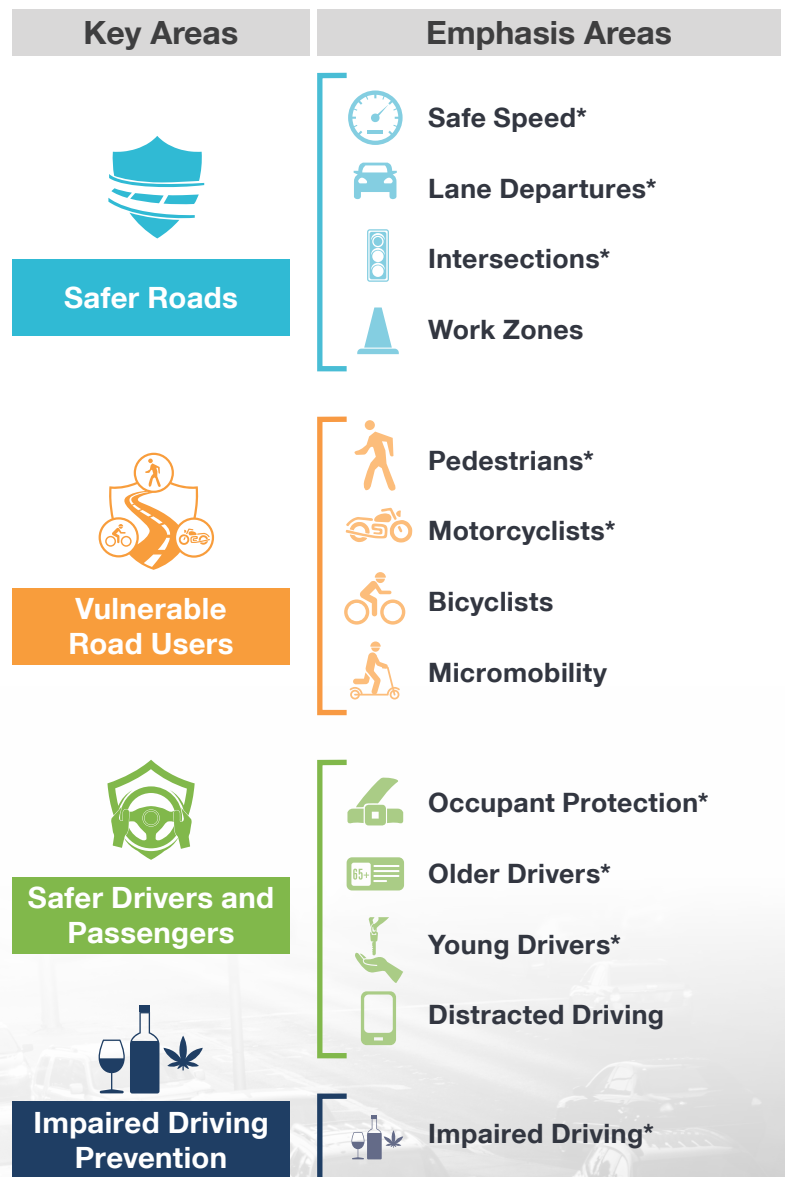 Key Areas
Emphasis Areas
Safer Roads
Safe Speed*
Lane Departures*
Intersections*
Work Zones
Vulnerable
Road Users
Pedestrians*
Motorcyclists*
Bicyclists
Micromobility
Safer Drivers and
Passengers
Occupant Protection*
65+
Older Drivers*
Young Drivers*
Distracted Driving
Impaired Driving
Prevention
Impaired Driving*